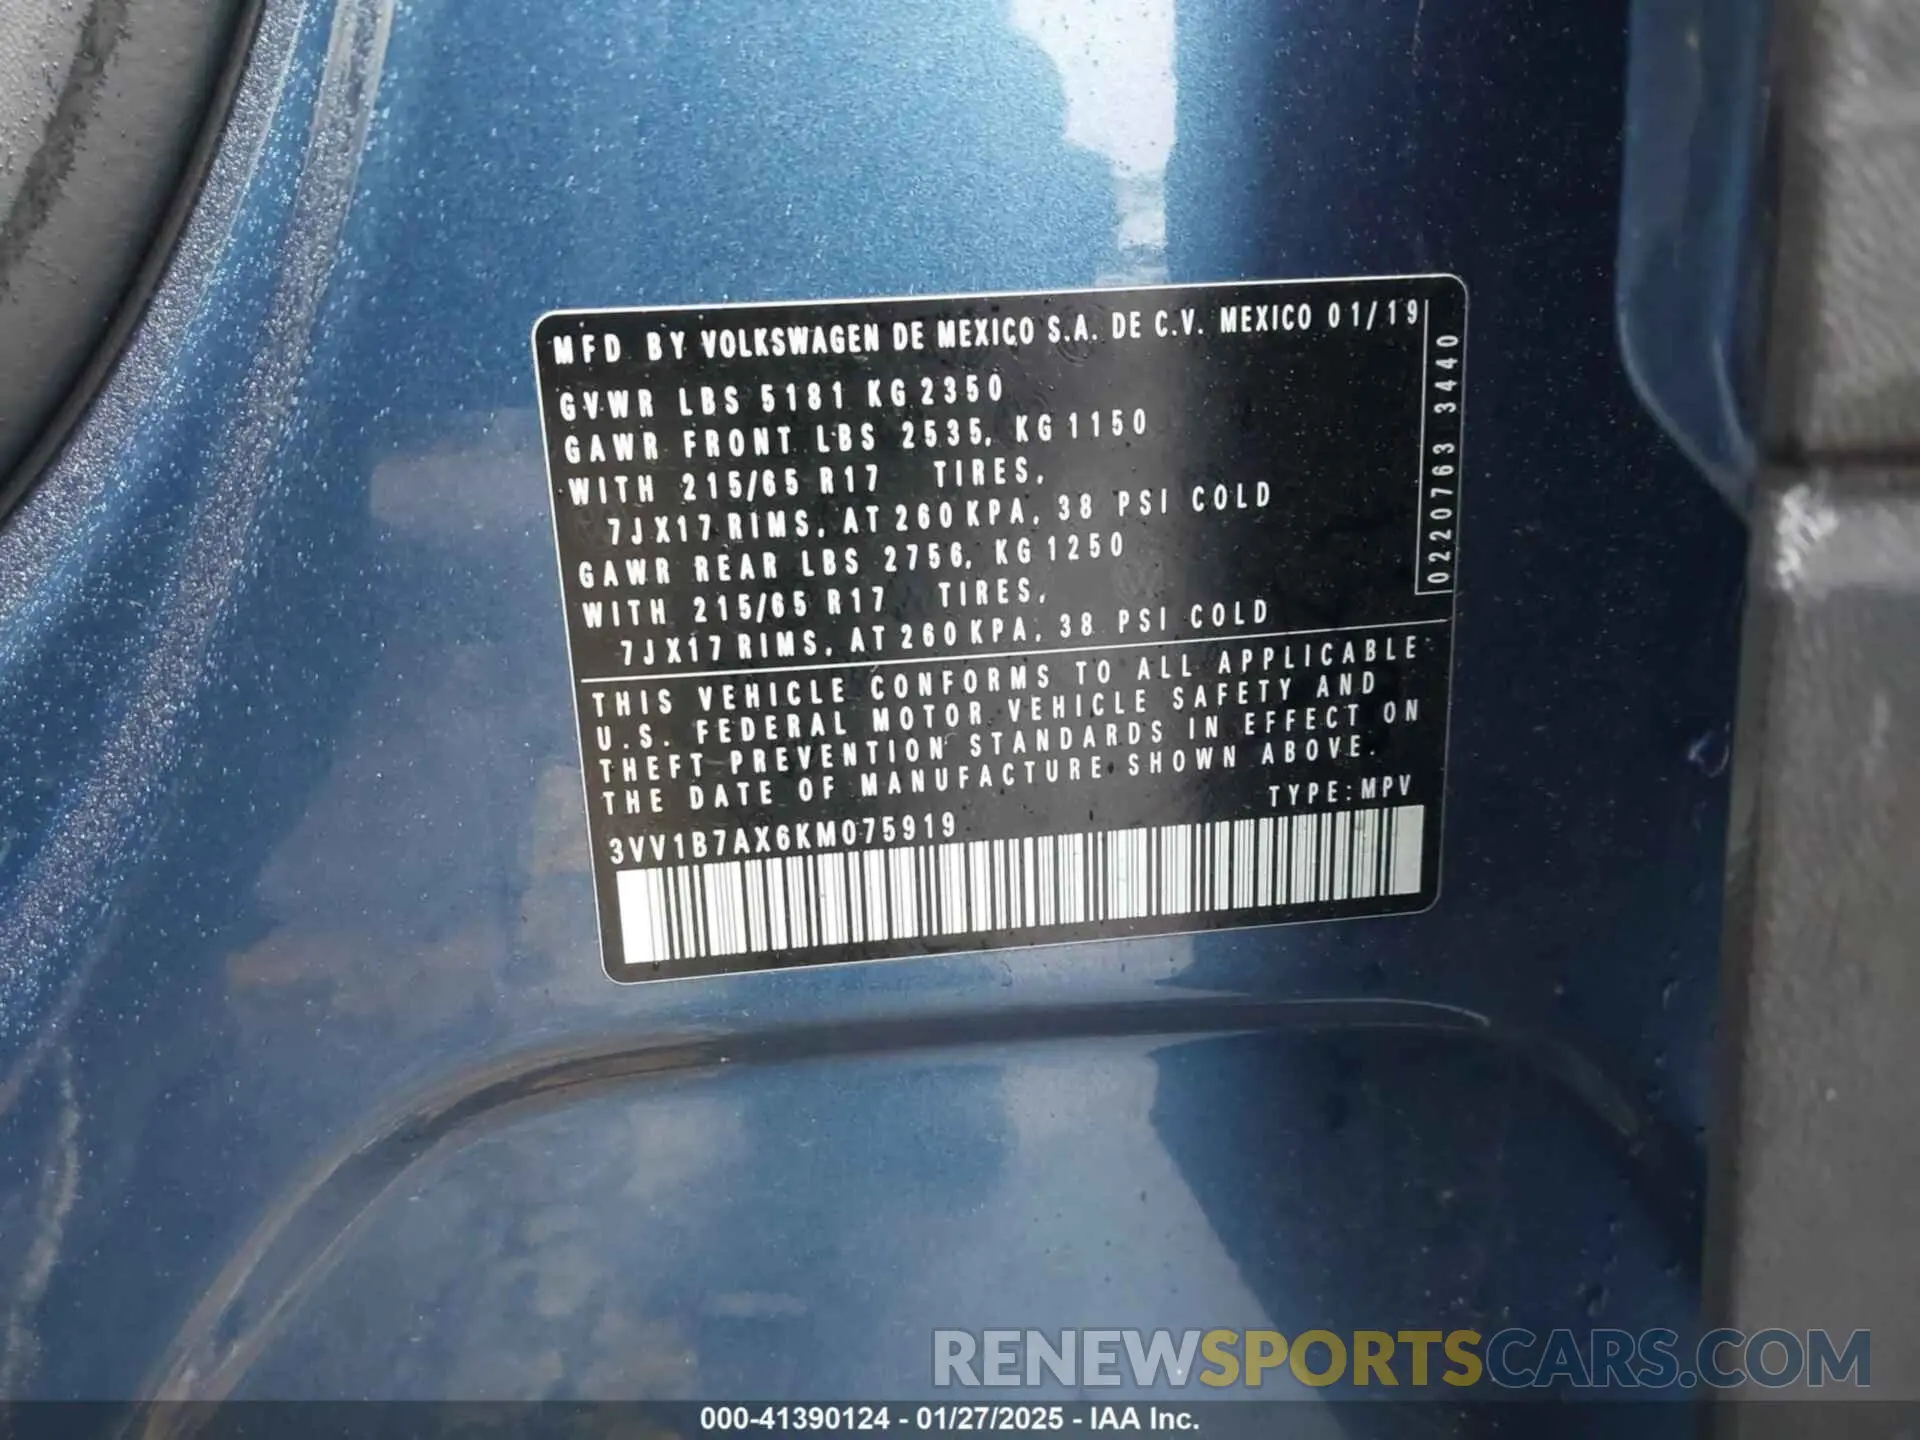 MFD BY VOLKSWAGEN DE MEXICO S.A. DE C.V. MEXICO 01/19
GVWR LBS 5181 KG 2350
GAWR FRONT LBS 2535, KG 1150
WITH 215/65 R17 TIRES,
7JX17 RIMS, AT 260 KPA, 38 PSI COLD
GAWR REAR LBS 2756, KG 1250
WITH 215/65 R17 TIRES,
7JX17 RIMS, AT 260 KPA, 38 PSI COLD
0220763 3440
THIS VEHICLE CONFORMS TO ALL APPLICABLE
U.S. FEDERAL MOTOR VEHICLE SAFETY AND
THEFT PREVENTION STANDARDS IN EFFECT ON
THE DATE OF MANUFACTURE SHOWN ABOVE.
TYPE:MPV
3VV1B7AX6KM075919
RENEWSPORTSCARS.COM
000-41390124 - 01/27/2025 - IAA Inc.